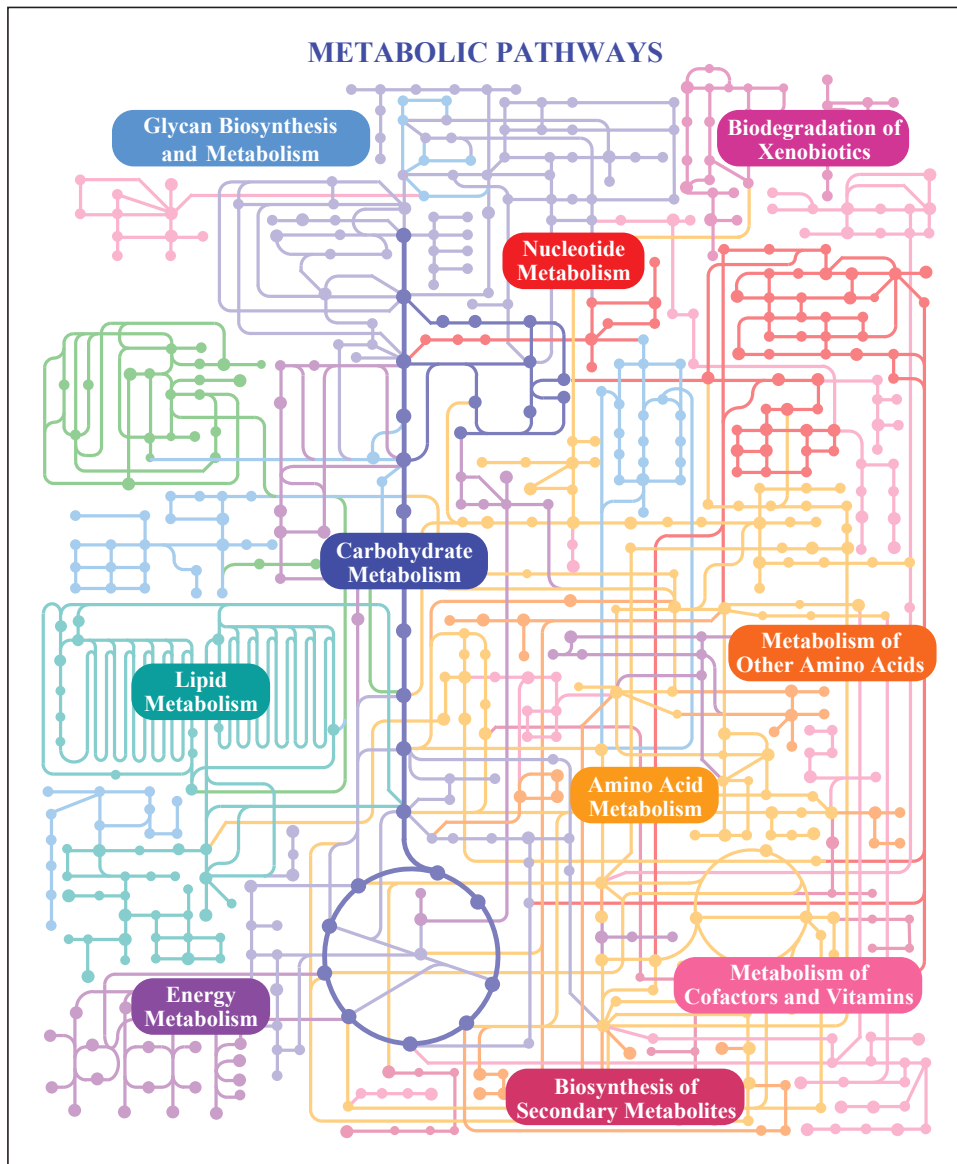 METABOLIC PATHWAYS
Glycan Biosynthesis
and Metabolism
Biodegradation of
Xenobiotics
Nucleotide
Metabolism
Carbohydrate
Metabolism
Metabolism of
Other Amino Acids
Lipid
Metabolism
Amino Acid
Metabolism
Metabolism of
Cofactors and Vitamins
Energy
Metabolism
Biosynthesis of
Secondary Metabolites